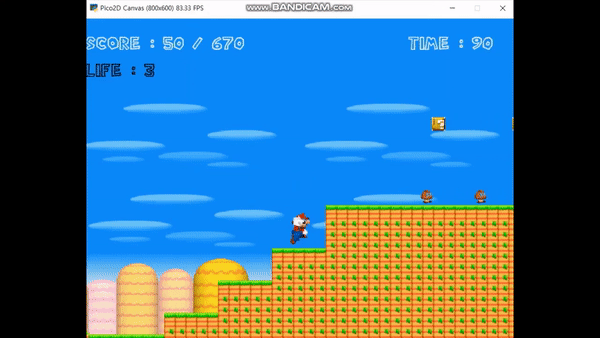 Pico2D Canvas (800x600) 83.33 FPS
WWW.BANDICAM.COM
SCORE : 50 / 670
TIME : 90
LIFE : 3